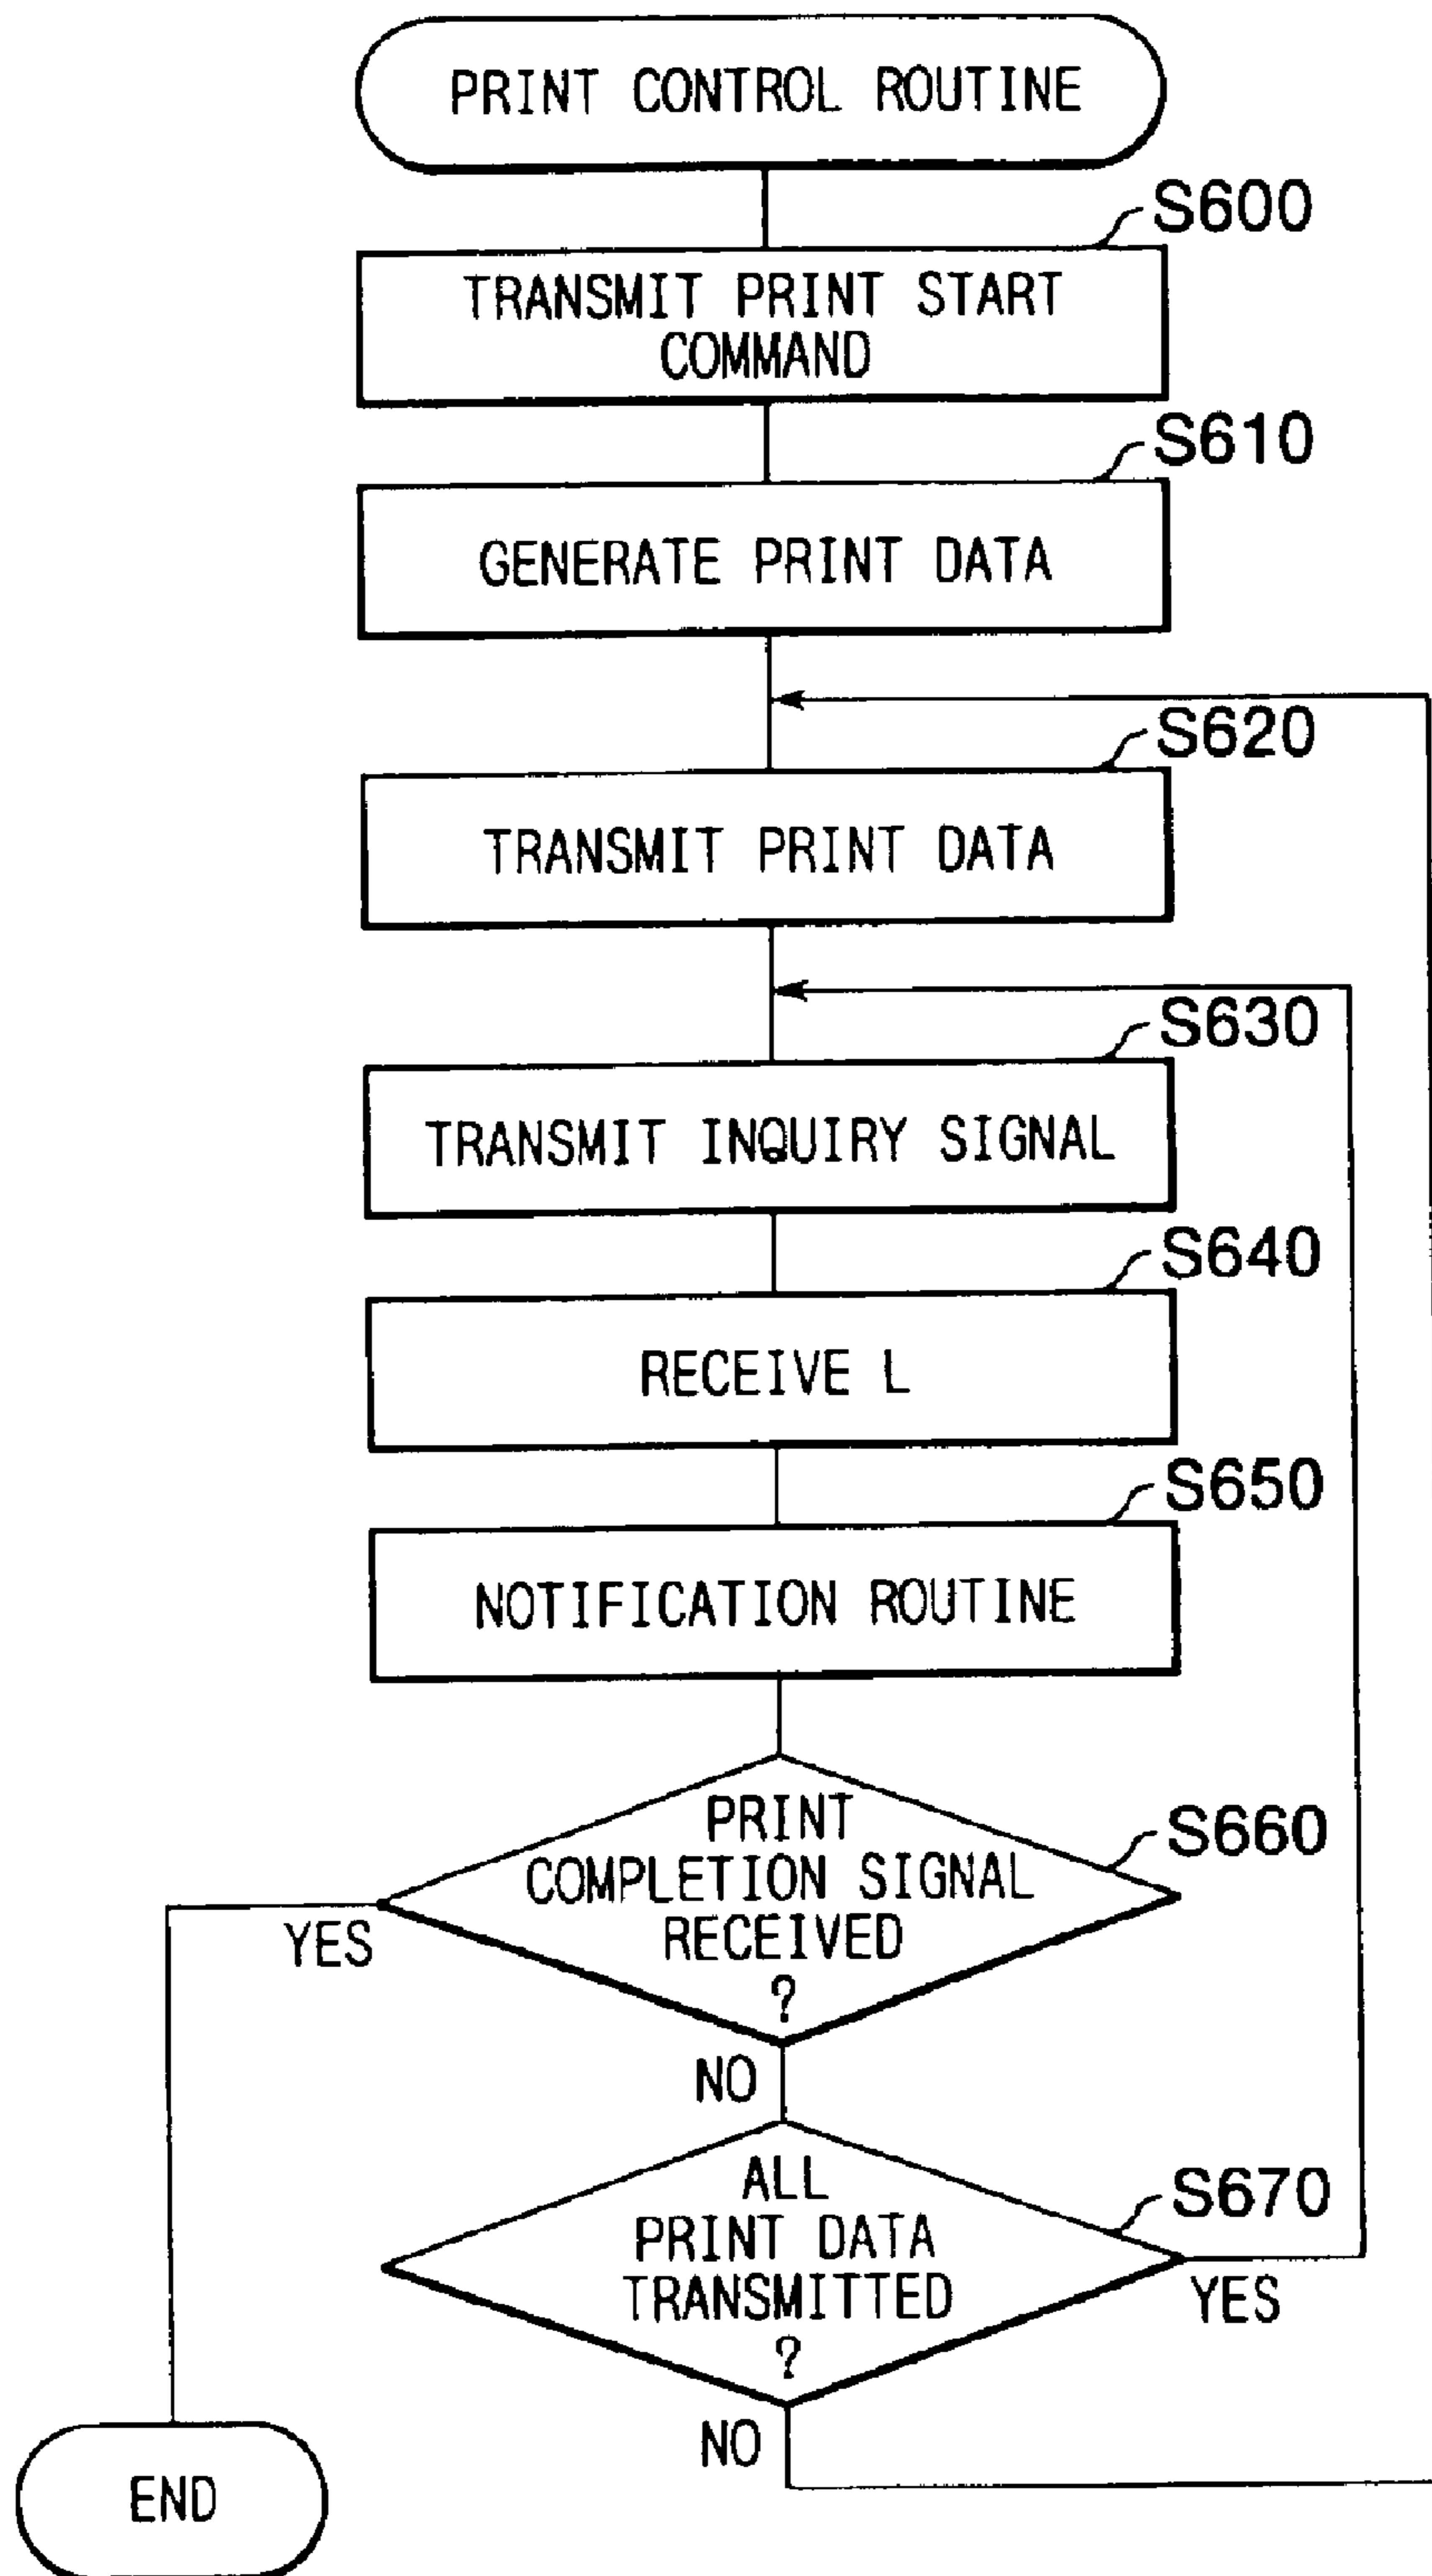 PRINT CONTROL ROUTINE
S600
TRANSMIT PRINT START
COMMAND
S610
GENERATE PRINT DATA
S620
TRANSMIT PRINT DATA
S630
TRANSMIT INQUIRY SIGNAL
S640
RECEIVE L
S650
NOTIFICATION ROUTINE
S660
PRINT
COMPLETION SIGNAL
RECEIVED
?
YES
NO
S670
ALL
PRINT DATA
TRANSMITTED
?
YES
NO
END